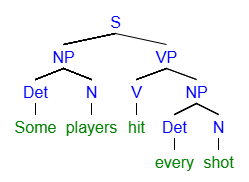 S
NP VP
Det N V NP
Some players hit Det N
every shot